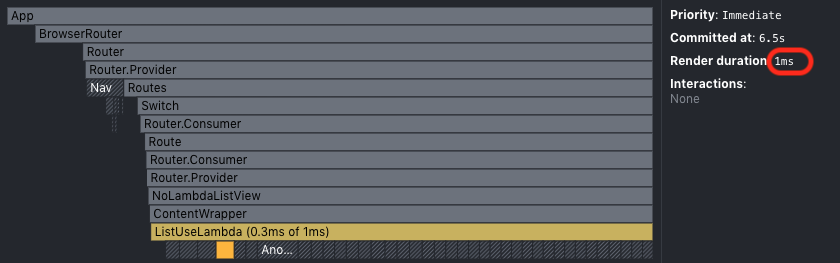 App
BrowserRouter
Router
Router.Provider
Nav Routes
Switch
Router.Consumer
Route
Router.Consumer
Router.Provider
NoLambdaListView
ContentWrapper
ListUseLambda (0.3ms of 1ms)
Ano...
Priority: Immediate
Committed at: 6.5s
Render duration 1ms
Interactions:
None